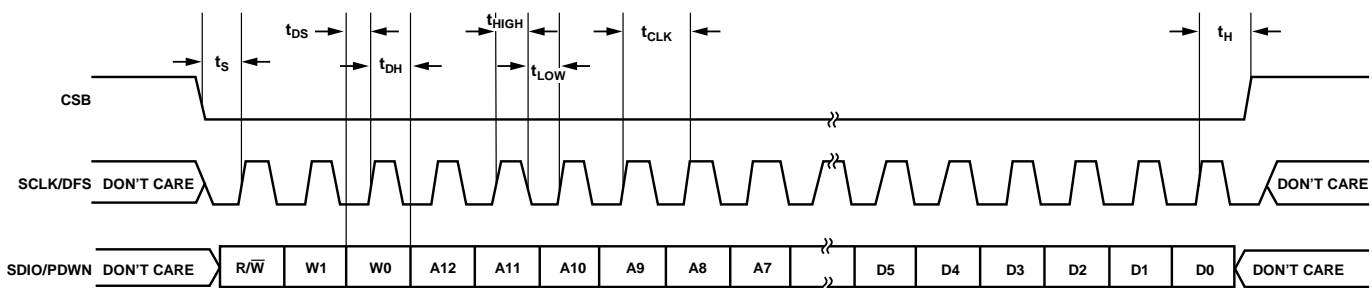 tDS
tHIGH
tCLK
tH
tS
tDH
tLOW
CSB
SCLK/DFS DON'T CARE DON'T CARE
SDIO/PDWN DON'T CARE R/W̅ W1 W0 A12 A11 A10 A9 A8 A7 D5 D4 D3 D2 D1 D0 DON'T CARE